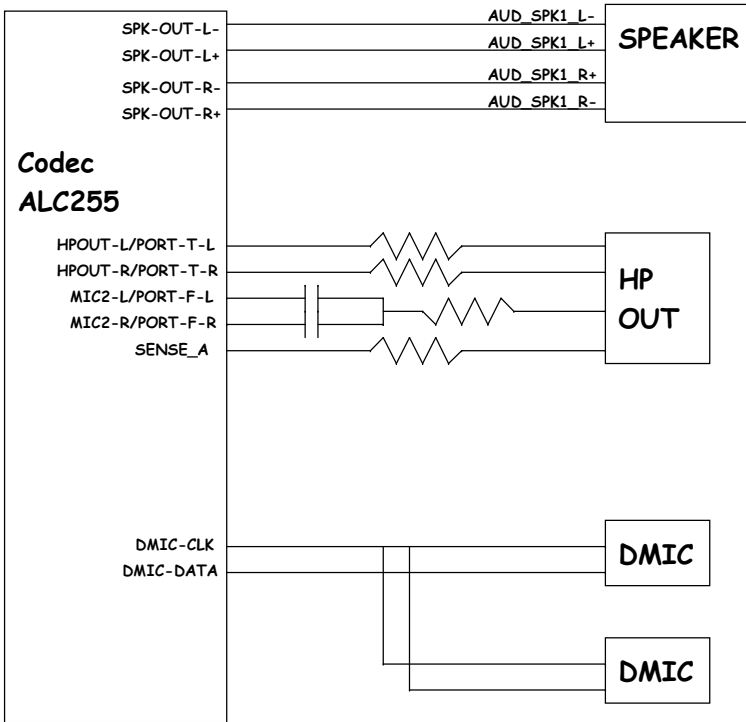 SPK-OUT-L-
SPK-OUT-L+
SPK-OUT-R-
SPK-OUT-R+
AUD_SPK1_L-
AUD_SPK1_L+
AUD_SPK1_R+
AUD_SPK1_R-
SPEAKER
Codec
ALC255
HPOUT-L/PORT-T-L
HPOUT-R/PORT-T-R
MIC2-L/PORT-F-L
MIC2-R/PORT-F-R
SENSE_A
HP
OUT
DMIC-CLK
DMIC-DATA
DMIC
DMIC